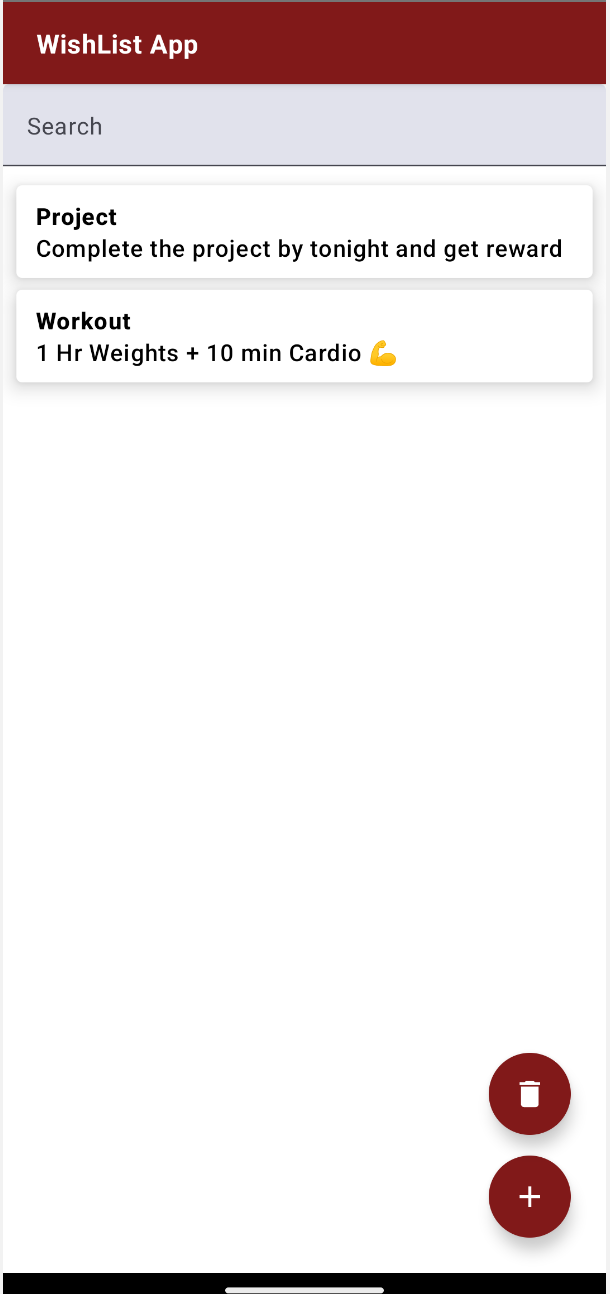 WishList App
Search
Project
Complete the project by tonight and get reward
Workout
1 Hr Weights + 10 min Cardio 💪